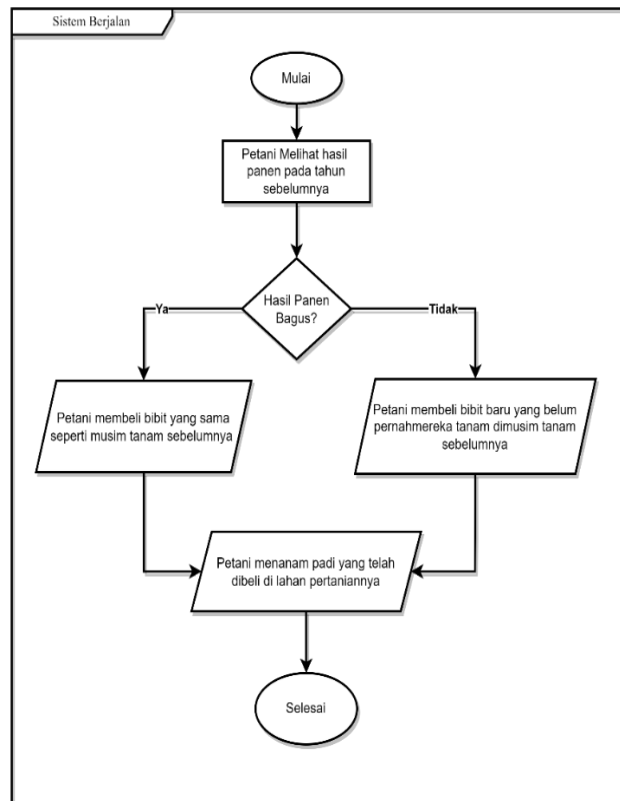 Sistem Berjalan
Mulai
Petani Melihat hasil
panen pada tahun
sebelumnya
Hasil Panen
Bagus?
Ya
Tidak
Petani membeli bibit yang sama
seperti musim tanam sebelumnya
Petani membeli bibit baru yang belum
pernahmereka tanam dimusim tanam
sebelumnya
Petani menanam padi yang telah
dibeli di lahan pertaniannya
Selesai